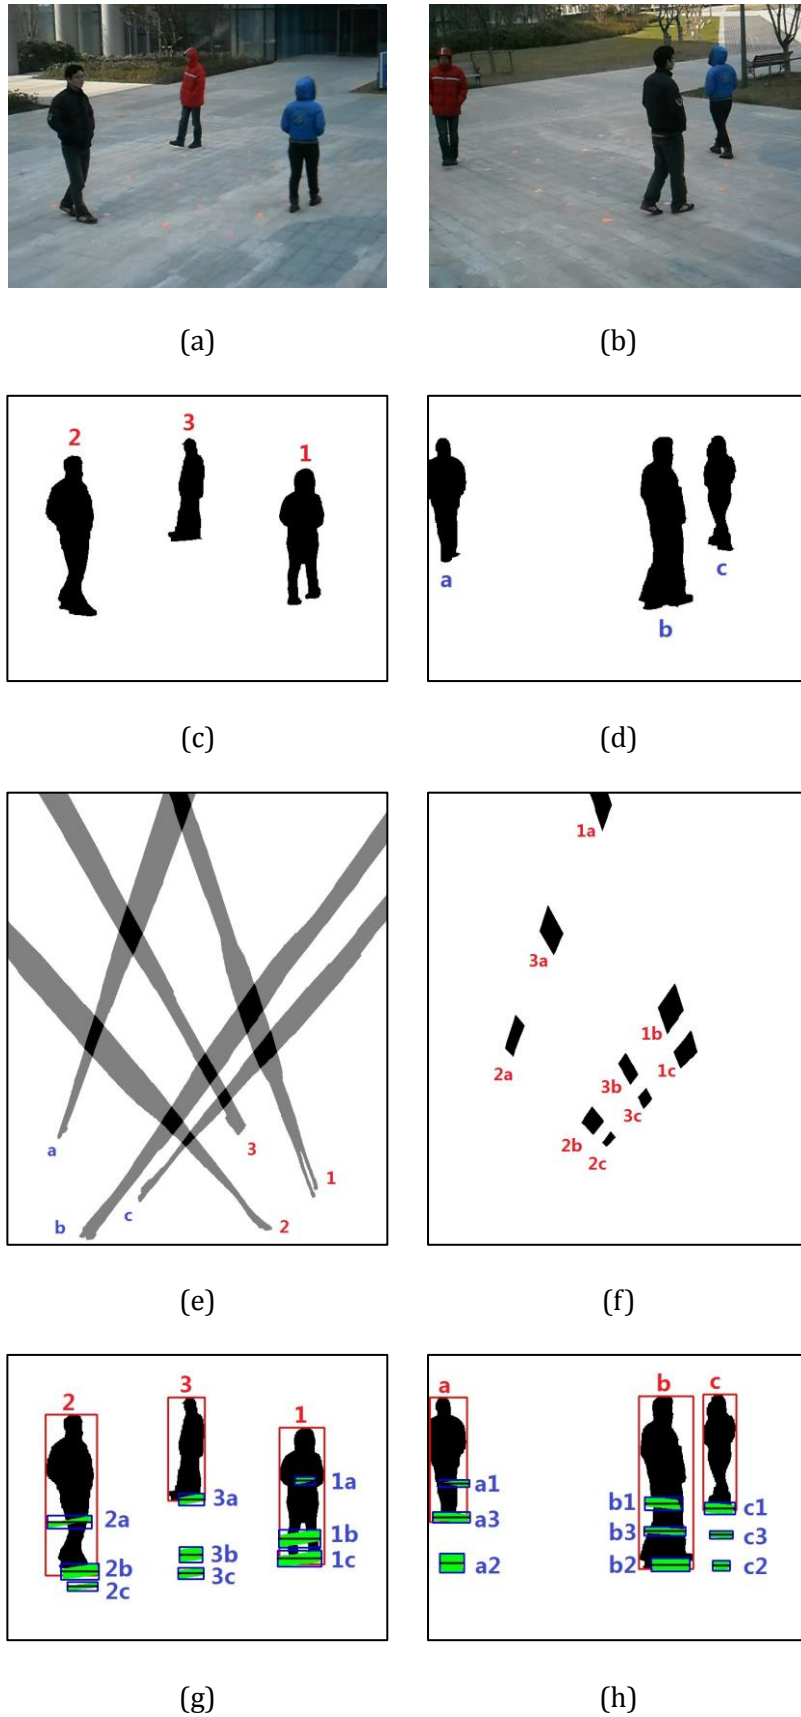 (a) (b)
2 3 1
a b c
(c) (d)
a b c 3 1 2
1a
3a
2a 1b
3b 1c
3c
2b
2c
(e) (f)
2 3 1
2a 3a 1a
3b 1b
2b 3c 1c
2c
a b c
a1 b1 c1
a3 b3 c3
a2 b2 c2
(g) (h)